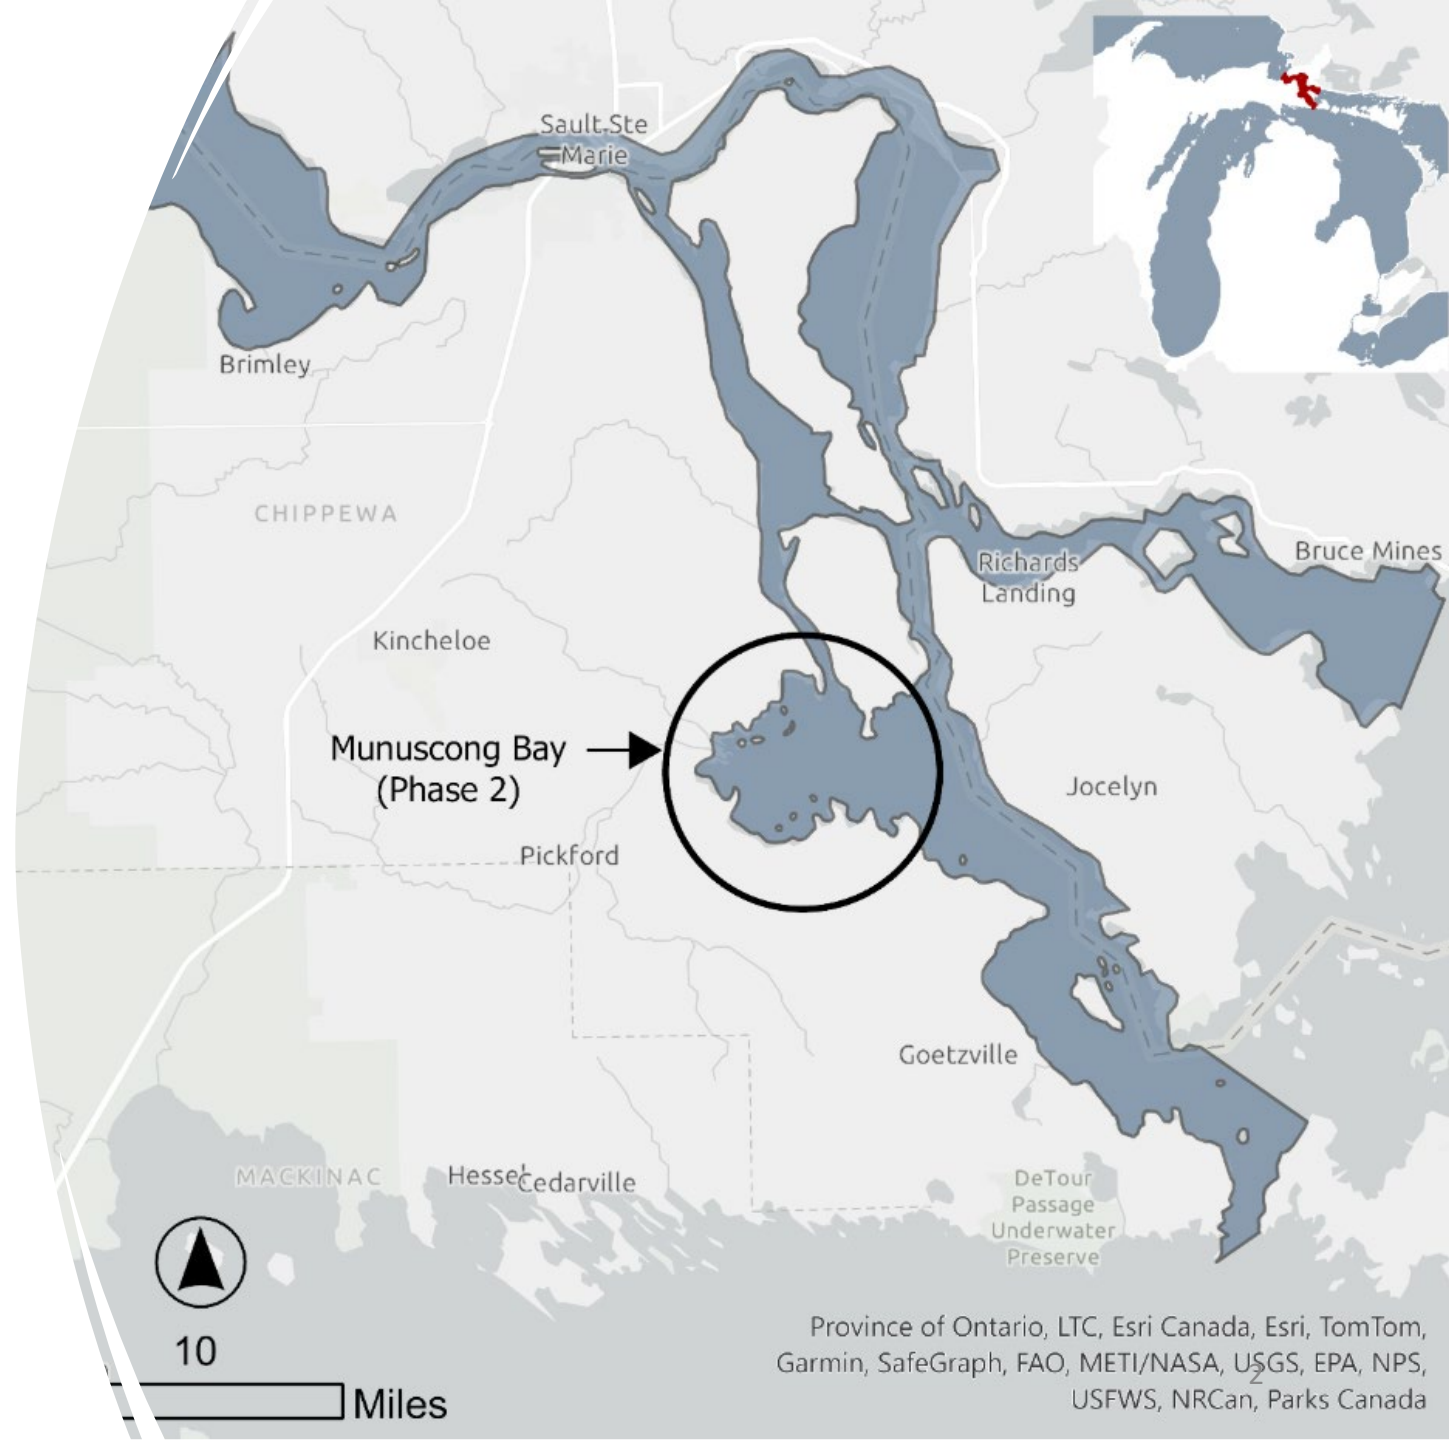 Sault Ste
Marie
Brimley
CHIPPEWA
Bruce Mines
Richards
Landing
Kincheloe
Munuscong Bay
(Phase 2)
Jocelyn
Pickford
Goetzville
MACKINAC
Hessel
Cedarville
DeTour
Passage
Underwater
Preserve
10
Miles
Province of Ontario, LTC, Esri Canada, Esri, TomTom,
Garmin, SafeGraph, FAO, METI/NASA, USGS, EPA, NPS,
2
USFWS, NRCan, Parks Canada